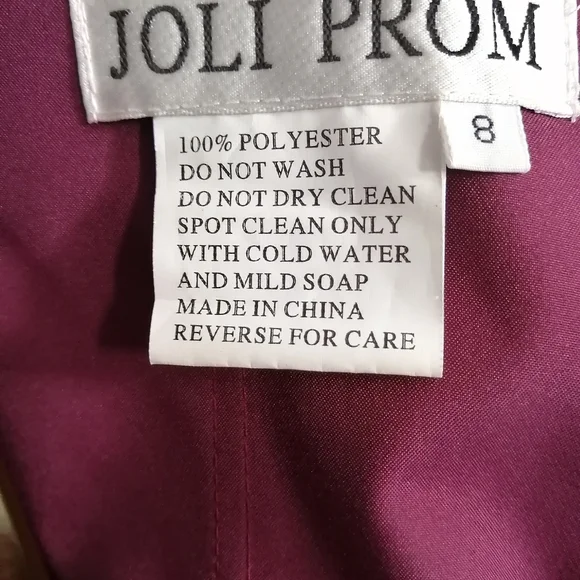 JOLI PROM
8
100% POLYESTER
DO NOT WASH
DO NOT DRY CLEAN
SPOT CLEAN ONLY
WITH COLD WATER
AND MILD SOAP
MADE IN CHINA
REVERSE FOR CARE